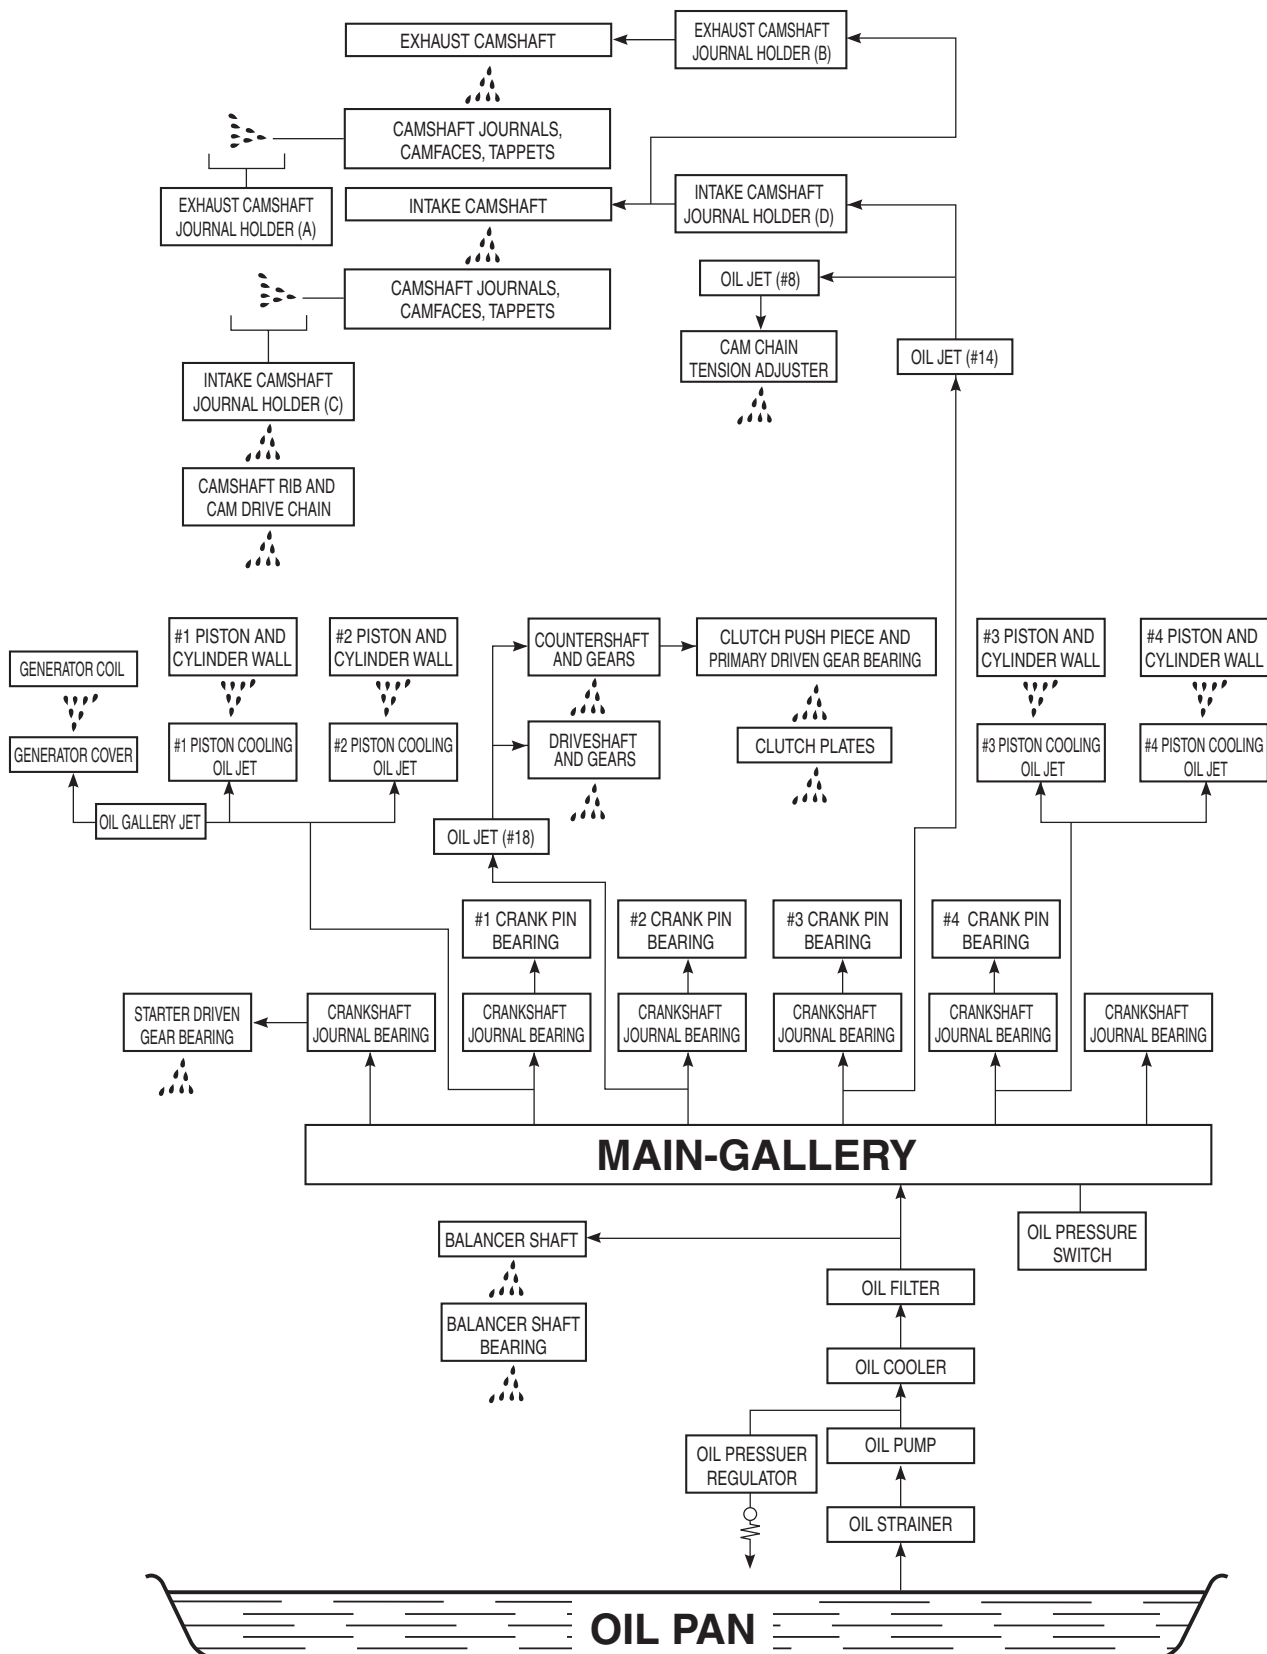 EXHAUST CAMSHAFT
EXHAUST CAMSHAFT
JOURNAL HOLDER (B)
CAMSHAFT JOURNALS,
CAMFACES, TAPPETS
EXHAUST CAMSHAFT
JOURNAL HOLDER (A)
INTAKE CAMSHAFT
INTAKE CAMSHAFT
JOURNAL HOLDER (D)
CAMSHAFT JOURNALS,
CAMFACES, TAPPETS
OIL JET (#8)
CAM CHAIN
TENSION ADJUSTER
OIL JET (#14)
INTAKE CAMSHAFT
JOURNAL HOLDER (C)
CAMSHAFT RIB AND
CAM DRIVE CHAIN
GENERATOR COIL
#1 PISTON AND
CYLINDER WALL
#2 PISTON AND
CYLINDER WALL
COUNTERSHAFT
AND GEARS
CLUTCH PUSH PIECE AND
PRIMARY DRIVEN GEAR BEARING
#3 PISTON AND
CYLINDER WALL
#4 PISTON AND
CYLINDER WALL
GENERATOR COVER
#1 PISTON COOLING
OIL JET
#2 PISTON COOLING
OIL JET
DRIVESHAFT
AND GEARS
CLUTCH PLATES
#3 PISTON COOLING
OIL JET
#4 PISTON COOLING
OIL JET
OIL GALLERY JET
OIL JET (#18)
#1 CRANK PIN
BEARING
#2 CRANK PIN
BEARING
#3 CRANK PIN
BEARING
#4 CRANK PIN
BEARING
STARTER DRIVEN
GEAR BEARING
CRANKSHAFT
JOURNAL BEARING
CRANKSHAFT
JOURNAL BEARING
CRANKSHAFT
JOURNAL BEARING
CRANKSHAFT
JOURNAL BEARING
CRANKSHAFT
JOURNAL BEARING
CRANKSHAFT
JOURNAL BEARING
MAIN-GALLERY
BALANCER SHAFT
OIL PRESSURE
SWITCH
OIL FILTER
BALANCER SHAFT
BEARING
OIL COOLER
OIL PRESSUER
REGULATOR
OIL PUMP
OIL STRAINER
OIL PAN